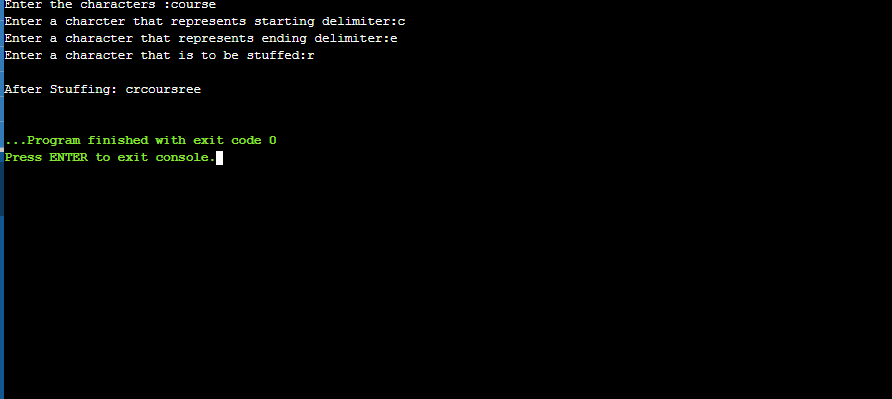 Enter the characters :course
Enter a charcter that represents starting delimiter:c
Enter a character that represents ending delimiter:e
Enter a character that is to be stuffed:r
After Stuffing: crcoursree
...Program finished with exit code 0
Press ENTER to exit console.